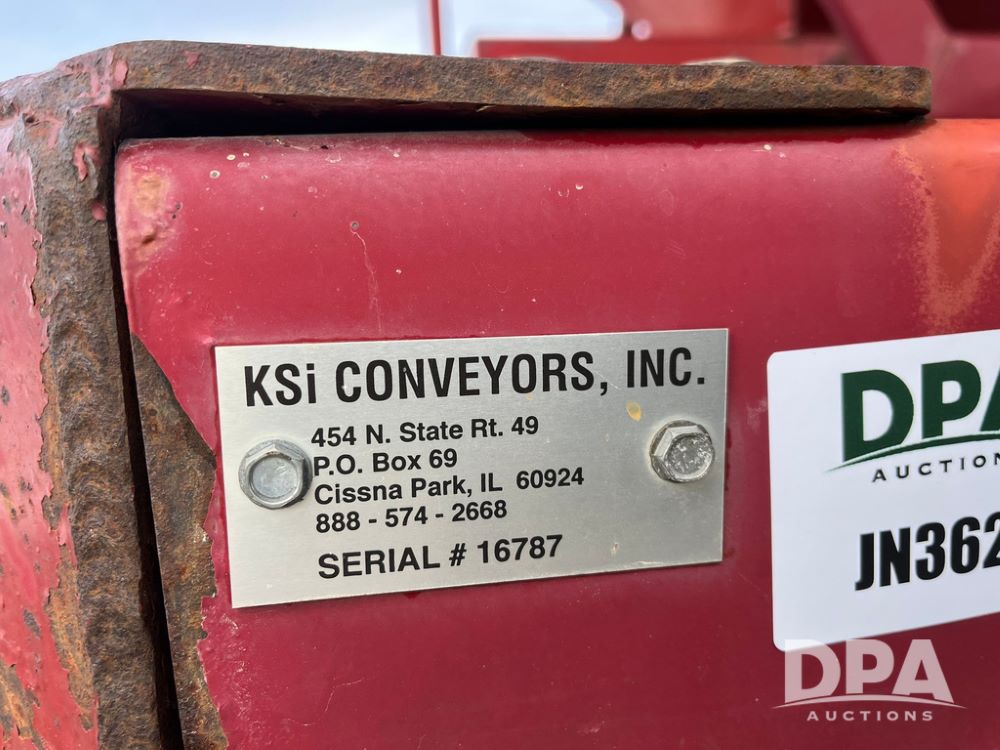 KSi CONVEYORS, INC.
454 N. State Rt. 49
P.O. Box 69
Cissna Park, IL 60924
888 - 574 - 2668
SERIAL # 16787
DPA
AUCTION
JN362
DPA
AUCTIONS